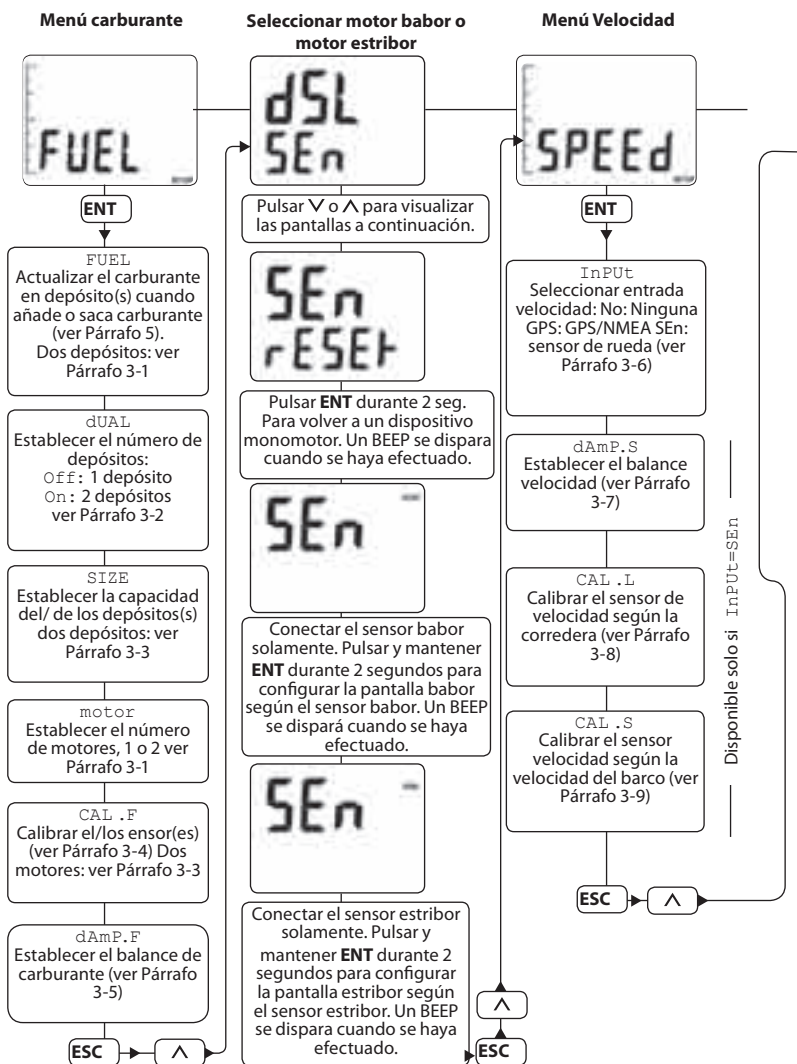 Menú carburante
FUEL
ENT
FUEL
Actualizar el carburante
en depósito(s) cuando
añade o saca carburante
(ver Párrafo 5).
Dos depósitos: ver
Párrafo 3-1
dUAL
Establecer el número de
depósitos:
Off: 1 depósito
On: 2 depósitos
ver Párrafo 3-2
SIZE
Establecer la capacidad
del/ de los depósitos(s)
dos depósitos: ver
Párrafo 3-3
motor
Establecer el número
de motores, 1 o 2 ver
Párrafo 3-1
CAL.F
Calibrar el/los ensor(es)
(ver Párrafo 3-4) Dos
motores: ver Párrafo 3-3
dAmP.F
Establecer el balance de
carburante (ver Párrafo
3-5)
ESC ∧
Seleccionar motor babor o
motor estribor
dSL
SEn
Pulsar ∨ o ∧ para visualizar
las pantallas a continuación.
SEn
rESEt
Pulsar ENT durante 2 seg.
Para volver a un dispositivo
monomotor. Un BEEP se dispara
cuando se haya efectuado.
SEn
Conectar el sensor babor
solamente. Pulsar y mantener
ENT durante 2 segundos para
configurar la pantalla babor
según el sensor babor. Un BEEP
se dispará cuando se haya
efectuado.
SEn
Conectar el sensor estribor
solamente. Pulsar y
mantener ENT durante 2
segundos para configurar
la pantalla estribor según
el sensor estribor. Un BEEP
se dispara cuando se haya
efectuado.
ESC
∧
Menú Velocidad
SPEEd
ENT
InPUt
Seleccionar entrada
velocidad: No: Ninguna
GPS: GPS/NMEA SEn:
sensor de rueda (ver
Párrafo 3-6)
dAmP.S
Establecer el balance
velocidad (ver Párrafo
3-7)
CAL.L
Calibrar el sensor de
velocidad según la
corredera (ver Párrafo
3-8)
CAL.S
Calibrar el sensor
velocidad según la
velocidad del barco (ver
Párrafo 3-9)
Disponible solo si InPUt=SEn
ESC ∧